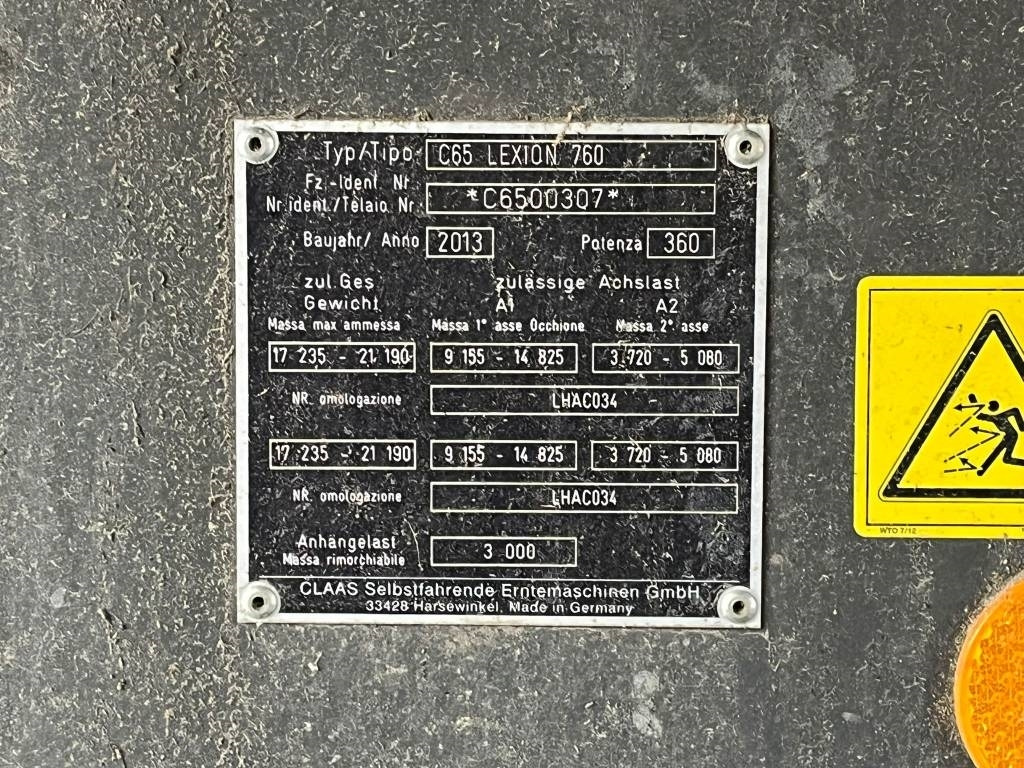 Typ/Tipo C65 LEXION 760
Fz.-Ident. Nr.
Nr.ident./Telaio Nr. *C6500307*
Baujahr/ Anno 2013 Potenza 360
zul.Ges zulässige Achslast
Gewicht A1 A2
Massa max ammessa Massa 1° asse Occhione Massa 2° asse
17 235 - 21 190 9 155 - 14 825 3 720 - 5 080
NR. omologazione LHAC034
17 235 - 21 190 9 155 - 14 825 3 720 - 5 080
NR. omologazione LHAC034
Anhängelast
Massa rimorchiabile 3 000
CLAAS Selbstfahrende Erntemaschinen GmbH
33428 Harsewinkel, Made in Germany
WTO 7/12